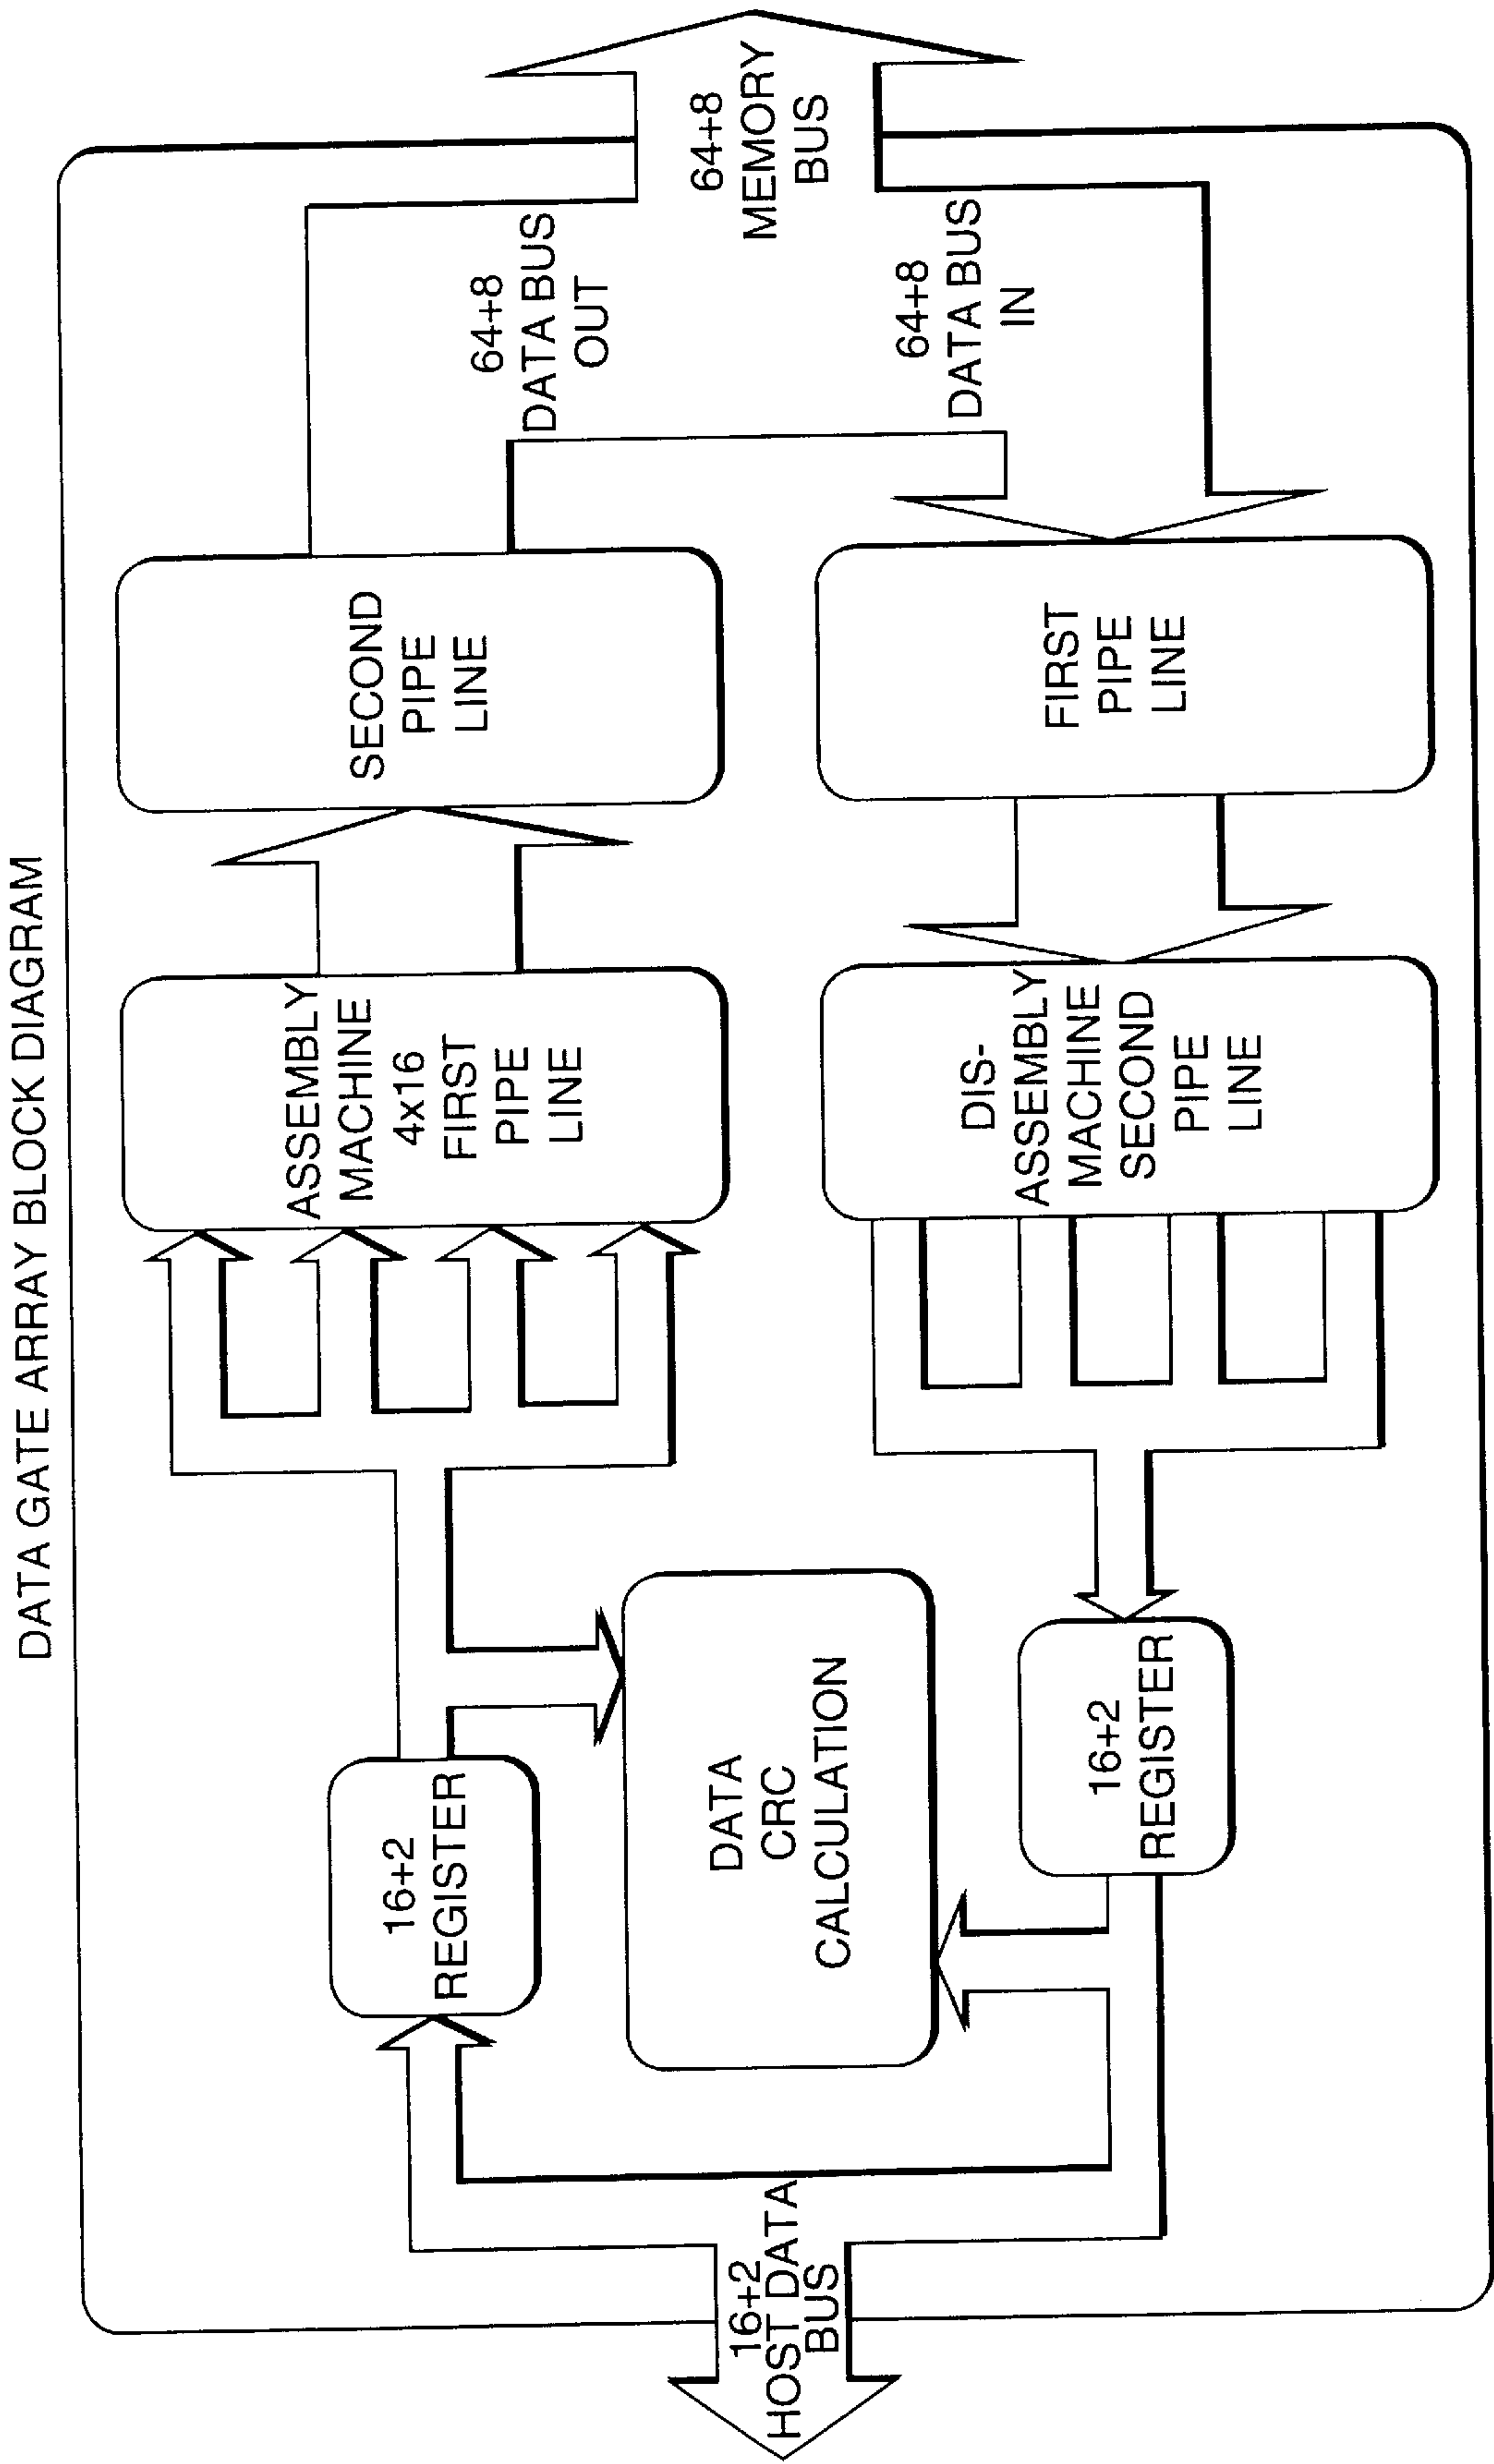 DATA GATE ARRAY BLOCK DIAGRAM
16+2
HOST DATA
BUS
16+2
REGISTER
DATA
CRC
CALCULATION
16+2
REGISTER
ASSEMBLY
MACHINE
4x16
FIRST
PIPE
LINE
DIS-
ASSEMBLY
MACHINE
SECOND
PIPE
LINE
SECOND
PIPE
LINE
FIRST
PIPE
LINE
64+8
DATA BUS
OUT
64+8
DATA BUS
IN
64+8
MEMORY
BUS